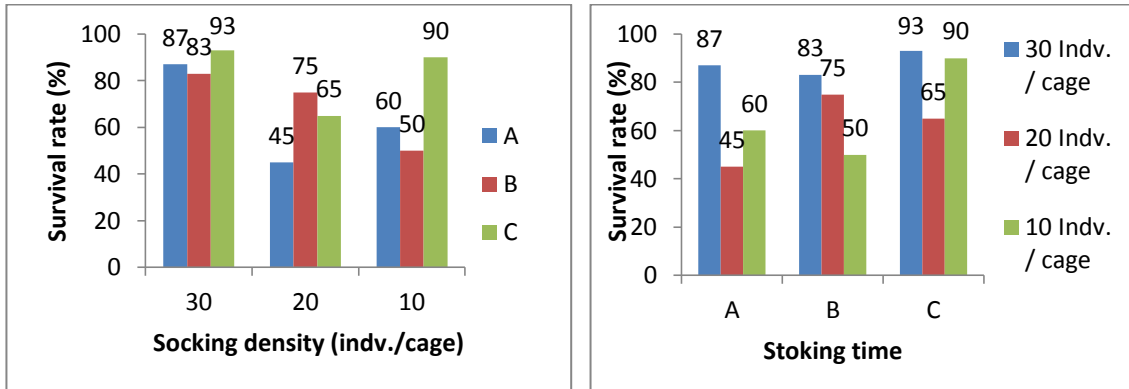 Survival rate (%)
100
80
60
40
20
0
87
83
93
45
75
65
60
50
90
30
20
10
Socking density (indv./cage)
A
B
C
Survival rate (%)
100
80
60
40
20
0
87
45
60
83
75
50
93
65
90
A
B
C
Stoking time
30 Indv.
/ cage
20 Indv.
/ cage
10 Indv.
/ cage